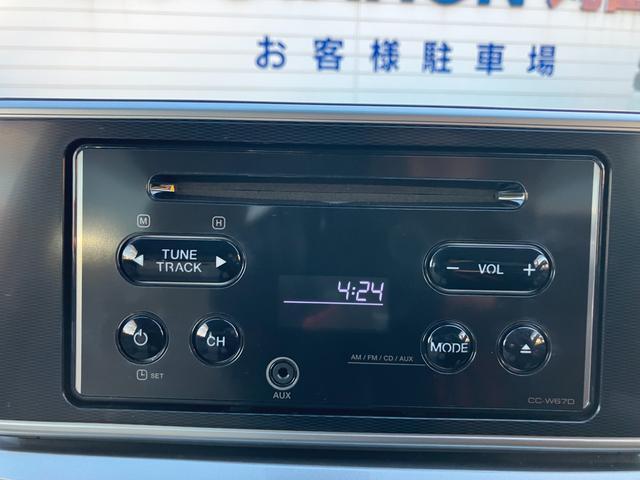 お客様駐車場
M H
TUNE
TRACK
− VOL +
4:24
CH
MODE
AM / FM / CD / AUX
SET
AUX
CC-W67D